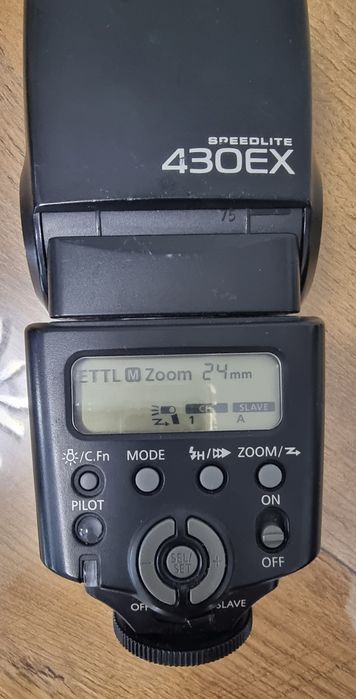 SPEEDLITE
430EX
75
ETTL M Zoom 24mm
CH. SLAVE
1 A
/C.Fn MODE H/ ZOOM/
PILOT ON
OFF
- SEL/ +
SET
OFF SLAVE